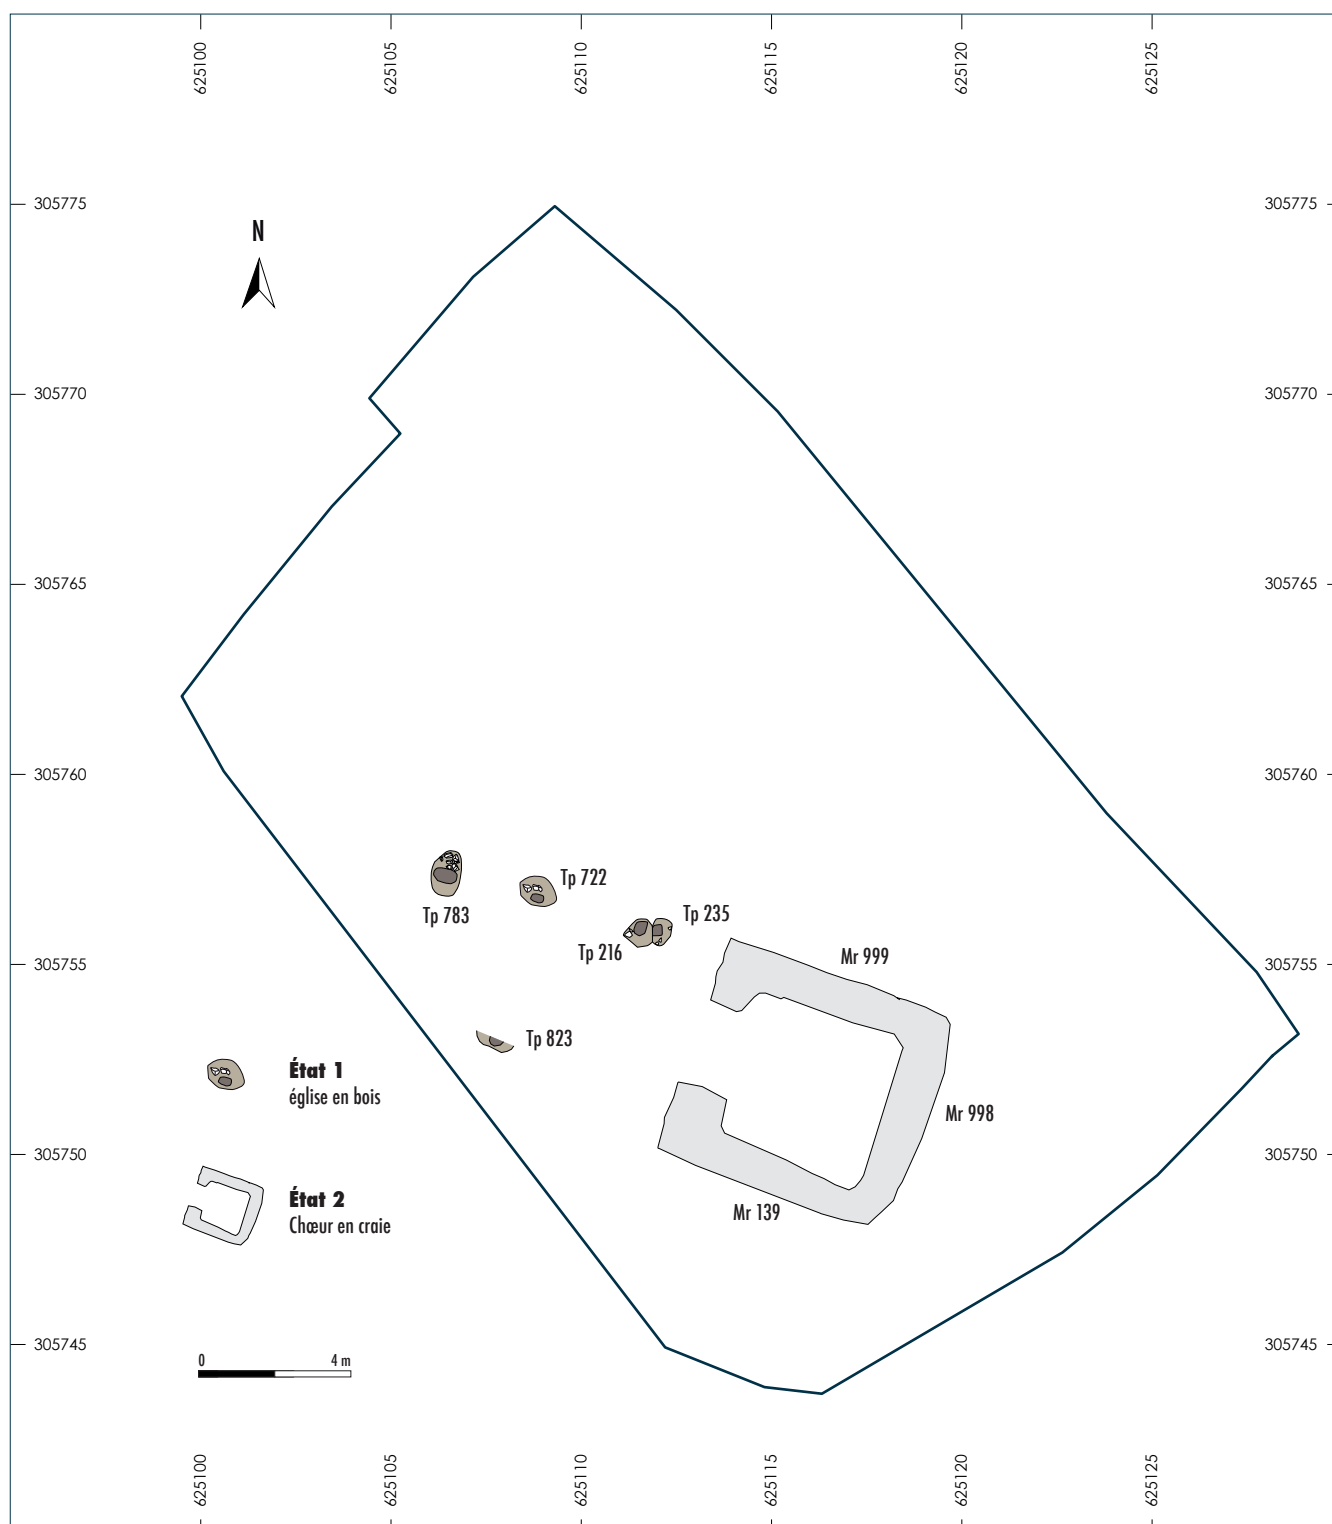 625100
625105
625110
625115
625120
625125
305775
305775
N
305770
305770
305765
305765
305760
305760
Tp 722
Tp 783
Tp 235
Tp 216
Mr 999
305755
305755
Tp 823
État 1
église en bois
Mr 998
305750
305750
État 2
Chœur en craie
Mr 139
305745
305745
0
4 m
625100
625105
625110
625115
625120
625125